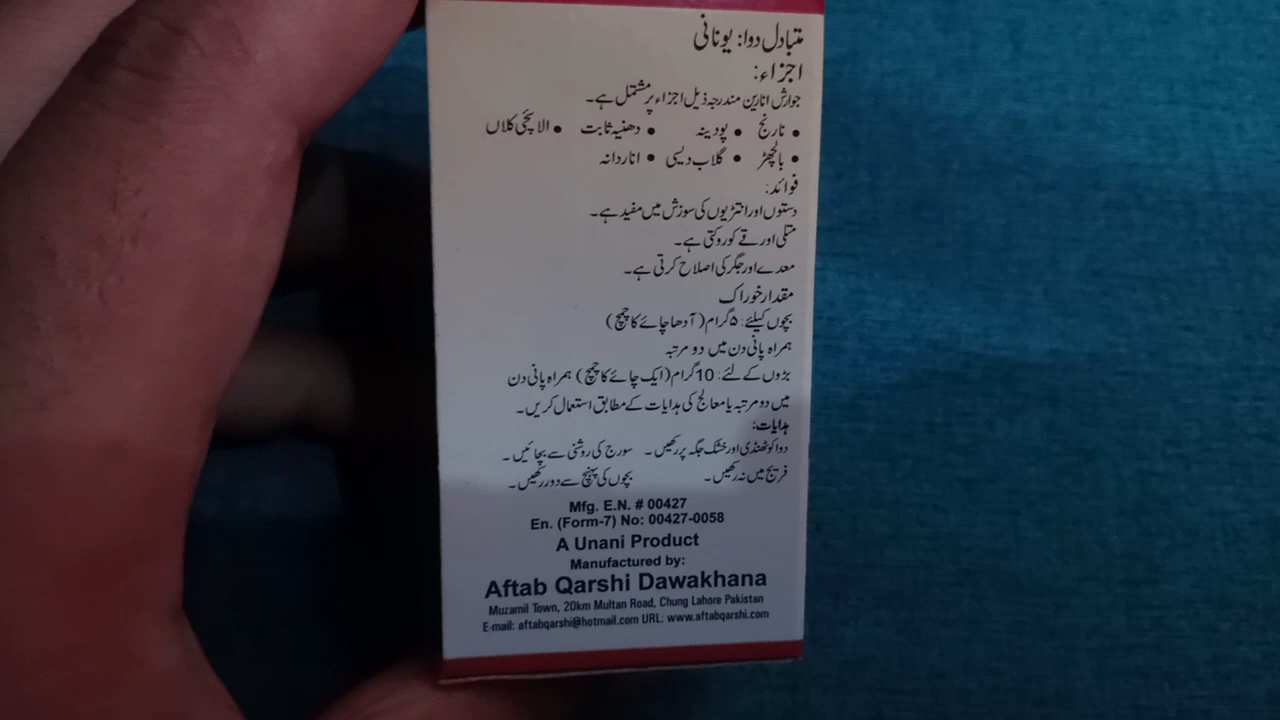 متبادل دوا: یونانی
اجزاء:
جوارش انارین مندرجہ ذیل اجزاء پر مشتمل ہے۔
• نارنج • پودینہ • دھنیہ ثابت • الائچی کلاں
• بالچھڑ • گلاب دیسی • اناردانہ
فوائد:
دستوں اور انتڑیوں کی سوزش میں مفید ہے۔
متلی اور قے کو روکتی ہے۔
معدے اور جگر کی اصلاح کرتی ہے۔
مقدار خوراک
بچوں کیلئے: ۵ گرام (آدھا چائے کا چمچ)
ہمراہ پانی دن میں دو مرتبہ
بڑوں کے لئے: 10 گرام (ایک چائے کا چمچ) ہمراہ پانی دن
میں دو مرتبہ یا معالج کی ہدایات کے مطابق استعمال کریں۔
ہدایات:
دوا کو ٹھنڈی اور خشک جگہ پر رکھیں۔ سورج کی روشنی سے بچائیں۔
فریج میں نہ رکھیں۔ بچوں کی پہنچ سے دور رکھیں۔
Mfg. E.N. # 00427
En. (Form-7) No: 00427-0058
A Unani Product
Manufactured by:
Aftab Qarshi Dawakhana
Muzamil Town, 20km Multan Road, Chung Lahore Pakistan
E-mail: aftabqarshi@hotmail.com URL: www.aftabqarshi.com